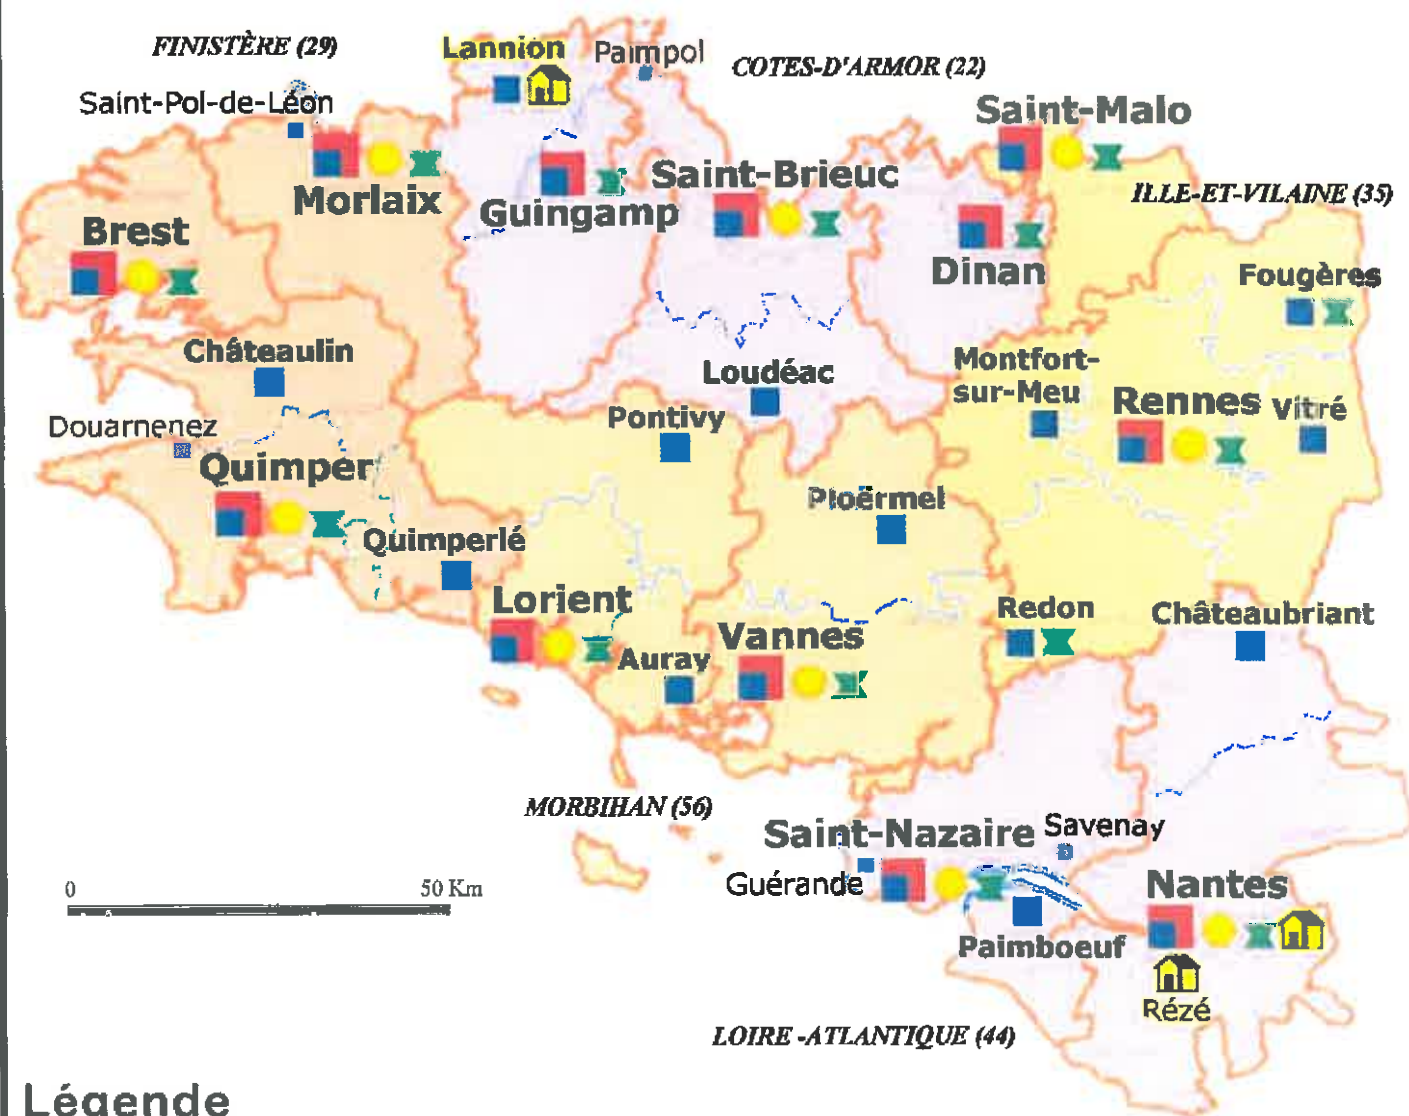 FINISTÈRE (29)
Lannion
Paimpol
COTES-D'ARMOR (22)
Saint-Pol-de-Léon
Saint-Malo
Morlaix
Guingamp
Saint-Brieuc
ILLE-ET-VILAINE (35)
Brest
Dinan
Fougères
Châteaulin
Loudéac
Montfort-
sur-Meu
Rennes
Vitré
Douarnenez
Pontivy
Quimper
Ploërmel
Quimperlé
Lorient
Redon
Châteaubriant
Auray
Vannes
MORBIHAN (56)
Saint-Nazaire
Savenay
0
50 Km
Guérande
Nantes
Paimboeuf
Rézé
LOIRE -ATLANTIQUE (44)
Légende